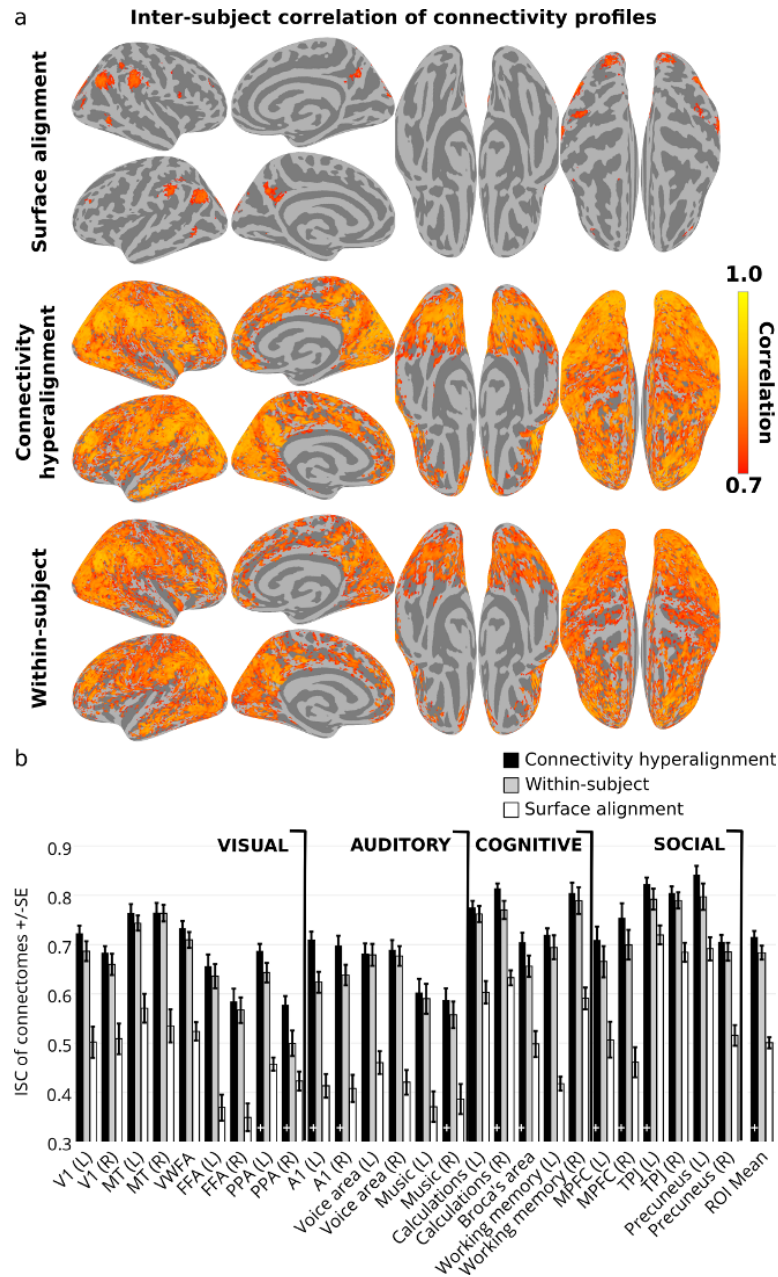 a
Inter-subject correlation of connectivity profiles
Surface alignment
Connectivity
hyperalignment
Within-subject
1.0
Correlation
0.7
b
Connectivity hyperalignment
Within-subject
Surface alignment
VISUAL
AUDITORY
COGNITIVE
SOCIAL
ISC of connectomes +/-SE
0.9
0.8
0.7
0.6
0.5
0.4
0.3
+ + + + + + + + + + + +
V1 (L)
V1 (R)
MT (L)
MT (R)
VWFA
FFA (L)
FFA (R)
PPA (L)
PPA (R)
A1 (L)
A1 (R)
Voice area (L)
Voice area (R)
Music (L)
Music (R)
Calculations (L)
Calculations (R)
Broca's area
Working memory (L)
Working memory (R)
MPFC (L)
MPFC (R)
TPJ (L)
TPJ (R)
Precuneus (L)
Precuneus (R)
ROI Mean